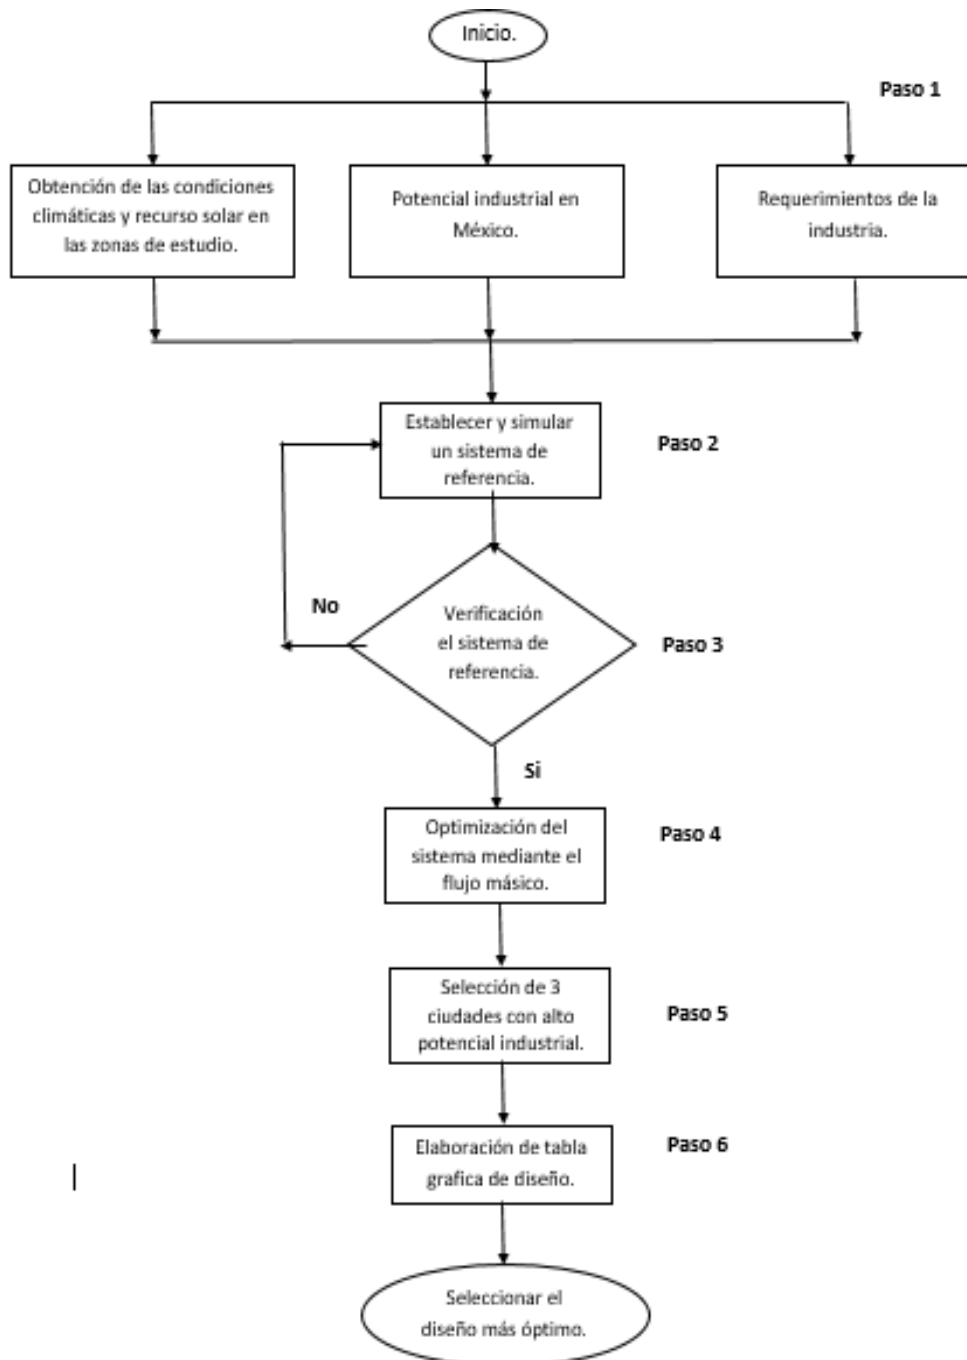 Inicio.
Paso 1
Obtención de las condiciones
climáticas y recurso solar en
las zonas de estudio.
Potencial industrial en
México.
Requerimientos de la
industria.
Establecer y simular
un sistema de
referencia.
Paso 2
No
Verificación
el sistema de
referencia.
Paso 3
Si
Optimización del
sistema mediante el
flujo másico.
Paso 4
Selección de 3
ciudades con alto
potencial industrial.
Paso 5
Elaboración de tabla
grafica de diseño.
Paso 6
Seleccionar el
diseño más óptimo.